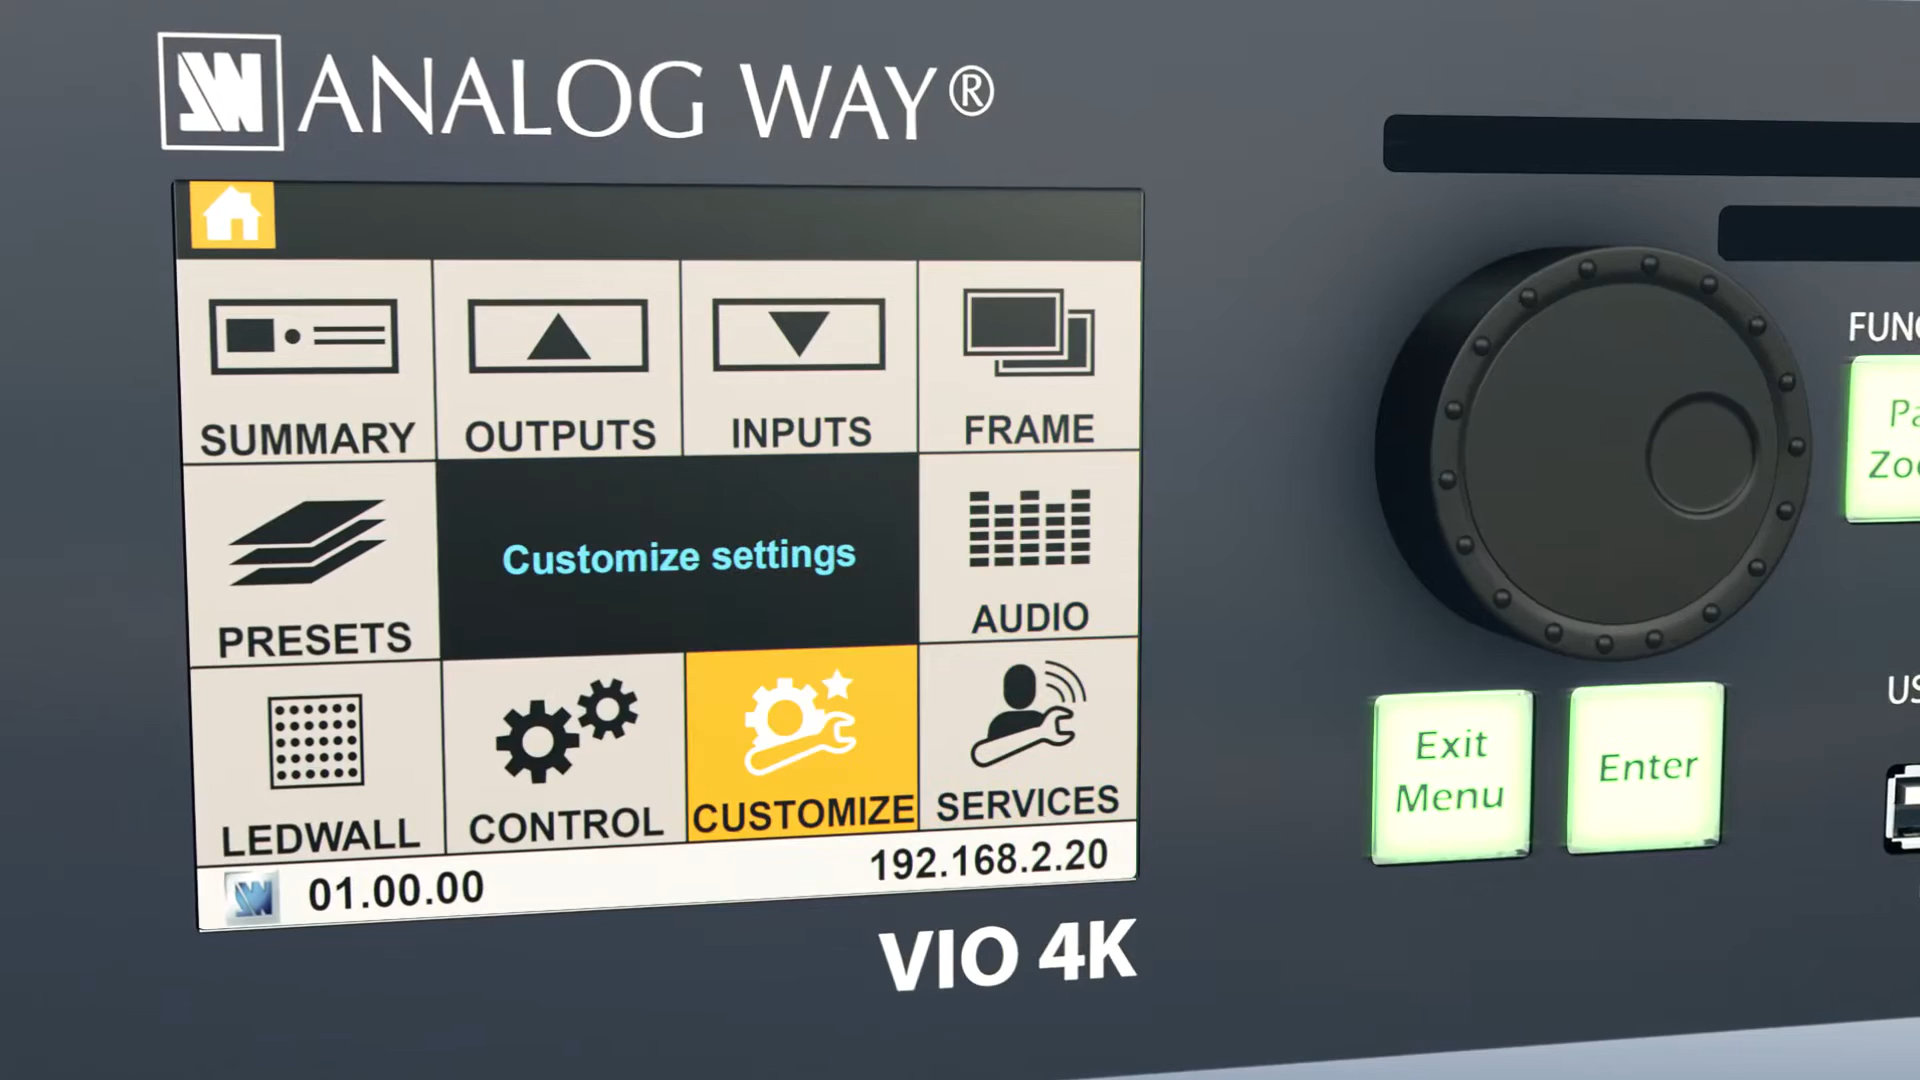 ANALOG WAY®
SUMMARY
OUTPUTS
INPUTS
FRAME
PRESETS
Customize settings
AUDIO
LEDWALL
CONTROL
CUSTOMIZE
SERVICES
01.00.00
192.168.2.20
VIO 4K
Exit
Menu
Enter